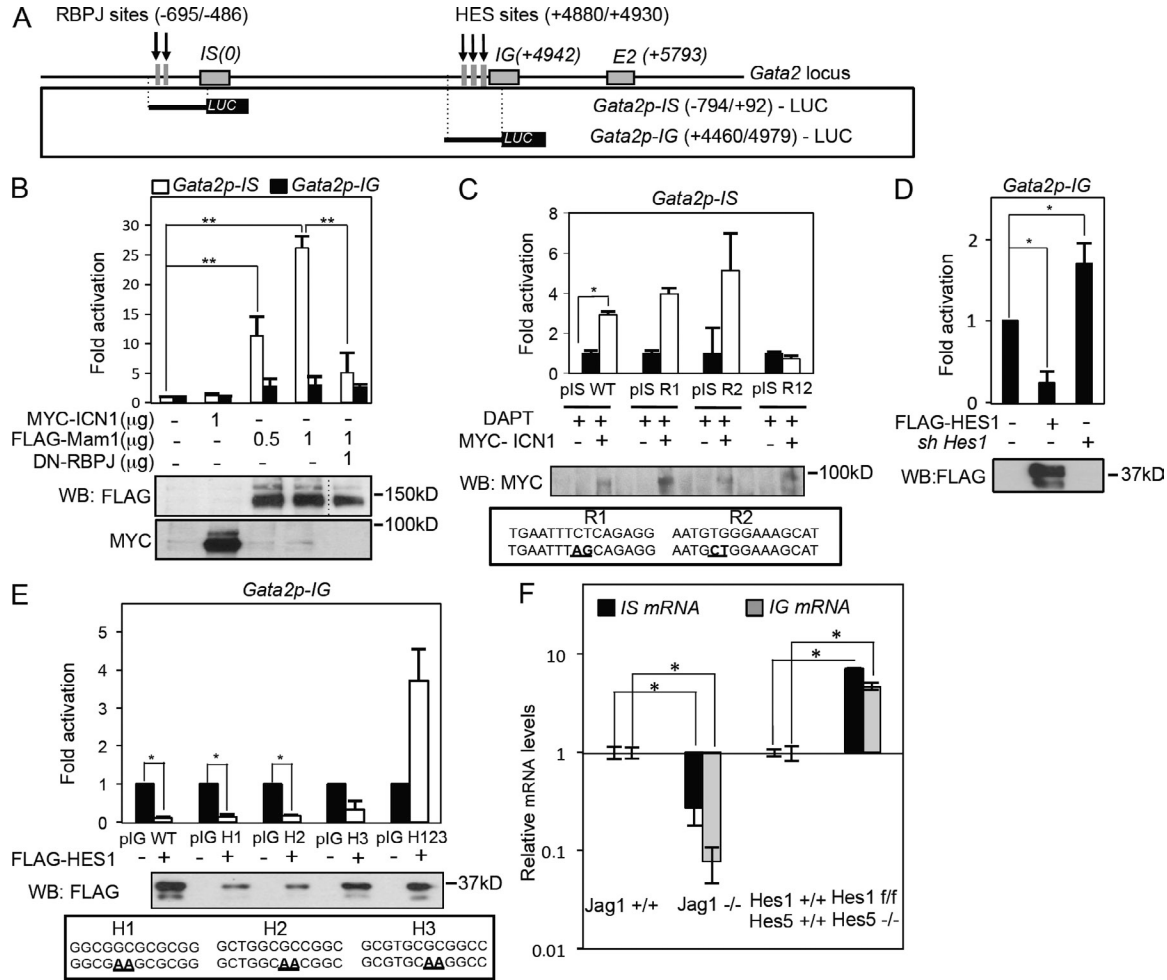 A
RBPJ sites (-695/-486)
HES sites (+4880/+4930)
IS(0)
IG(+4942)
E2 (+5793)
Gata2 locus
LUC
Gata2p-IS (-794/+92) - LUC
LUC
Gata2p-IG (+4460/4979) - LUC
B
Gata2p-IS
Gata2p-IG
Fold activation
30
25
20
15
10
5
0
** ** **
MYC-ICN1(µg) - 1 - - -
FLAG-Mam1(µg) - - 0.5 1 1
DN-RBPJ (µg) - - - - 1
WB: FLAG
-150kD
100kD
MYC
C
Gata2p-IS
Fold activation
8
6
4
2
0
*
pIS WT pIS R1 pIS R2 pIS R12
DAPT + + + + + + + +
MYC- ICN1 - + - + - + - +
WB: MYC
-100kD
R1 R2
TGAATTTCTCAGAGG AATGTGGGAAAGCAT
TGAATTTAGCAGAGG AATGCTGGAAAGCAT
D
Gata2p-IG
Fold activation
2
1
0
* *
FLAG-HES1 - + -
sh Hes1 - - +
WB:FLAG
-37kD
E
Gata2p-IG
Fold activation
5
4
3
2
1
0
* * *
pIG WT pIG H1 pIG H2 pIG H3 pIG H123
FLAG-HES1 - + - + - + - + - +
WB: FLAG
-37kD
H1 H2 H3
GGCGGCGCGCGG GCTGGCGCCGGC GCGTGCGCGGCC
GGCGAAGCGCGG GCTGGCAACGGC GCGTGCAAGGCC
F
IS mRNA
IG mRNA
Relative mRNA levels
10
1
0.1
0.01
* * * *
Jag1 +/+ Jag1 -/- Hes1 +/+ Hes1 f/f
Hes5 +/+ Hes5 -/-